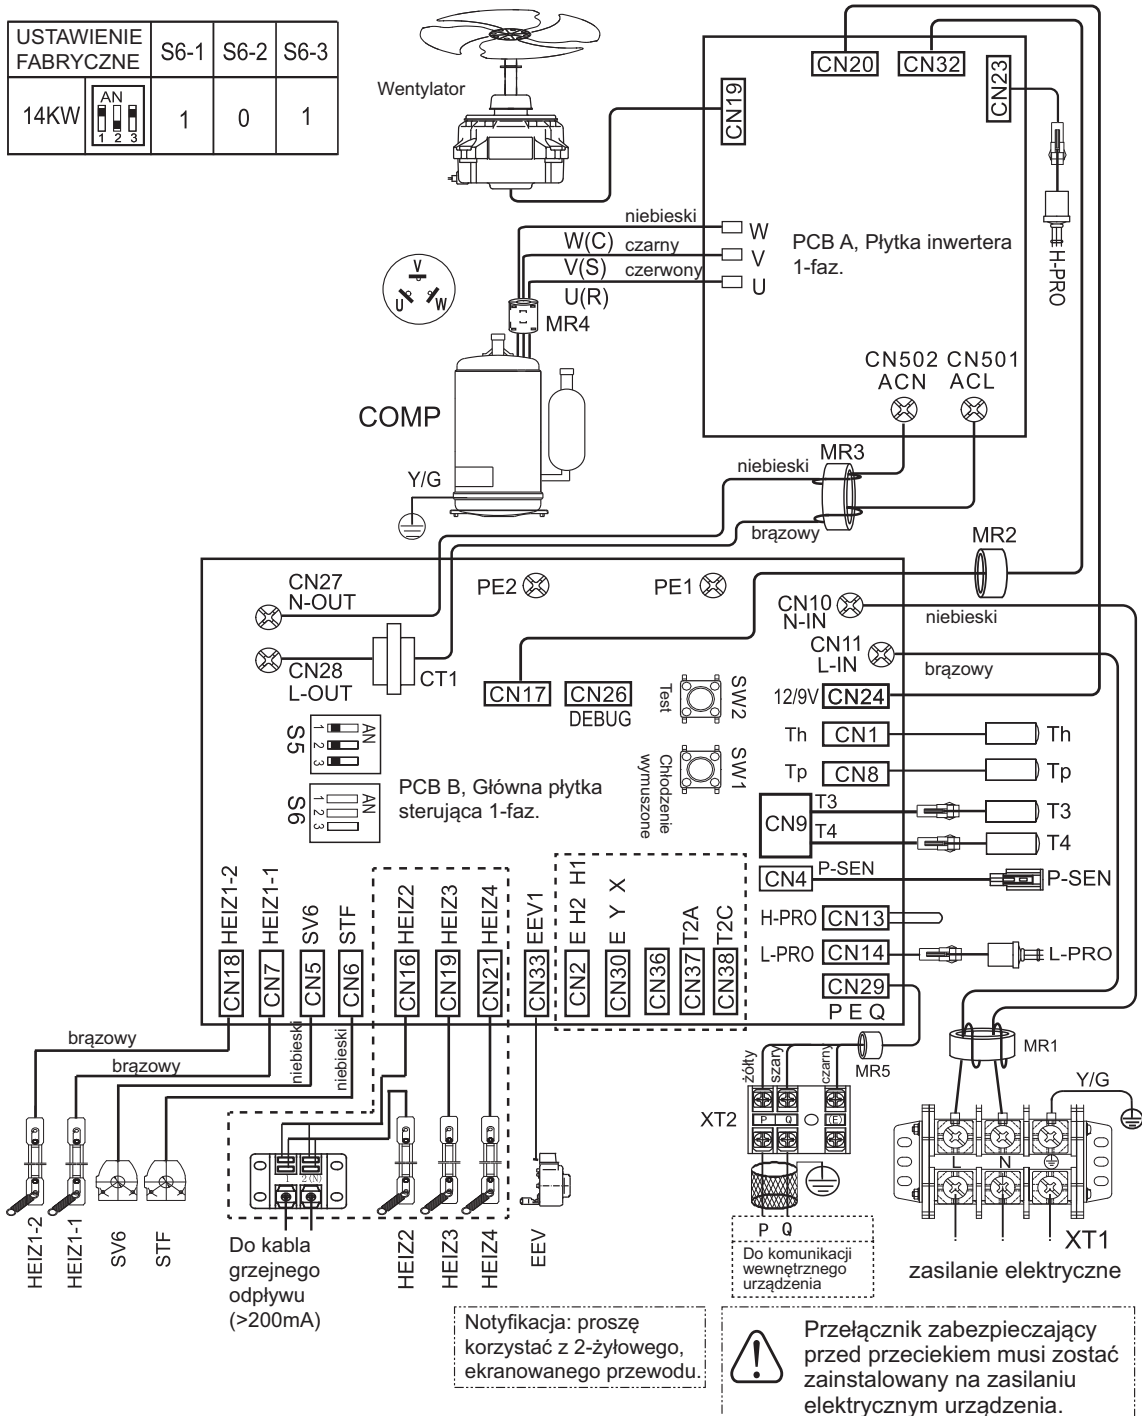 USTAWIENIE
FABRYCZNE
S6-1
S6-2
S6-3
14KW
AN
1 2 3
1
0
1
Wentylator
CN19
CN20
CN32
CN23
H-PRO
niebieski
W(C)
czarny
V(S)
czerwony
U(R)
MR4
W
V
U
V
U
W
PCB A, Płytka inwertera
1-faz.
CN502
ACN
CN501
ACL
COMP
Y/G
MR3
niebieski
brązowy
MR2
CN27
N-OUT
PE2
PE1
CN10
N-IN
niebieski
CN28
L-OUT
CT1
CN11
L-IN
brązowy
CN17
CN26
DEBUG
Test
SW2
12/9V
CN24
Th
CN1
Th
Tp
CN8
Tp
S5
1
2
3
AN
S6
1
2
3
AN
PCB B, Główna płytka
sterująca 1-faz.
Chłodzenie
wymuszone
SW1
CN9
T3
T3
T4
T4
CN4
P-SEN
P-SEN
H-PRO
CN13
L-PRO
CN14
L-PRO
CN29
P E Q
HEIZ1-2
HEIZ1-1
SV6
STF
HEIZ2
HEIZ3
HEIZ4
EEV1
E H2 H1
E Y X
T2A
T2C
CN18
CN7
CN5
CN6
CN16
CN19
CN21
CN33
CN2
CN30
CN36
CN37
CN38
brązowy
brązowy
niebieski
niebieski
żółty
szary
czarny
MR5
MR1
Y/G
XT2
P
Q
(E)
L
N
1
2(N)
P Q
Do komunikacji
wewnętrznego
urządzenia
XT1
zasilanie elektryczne
HEIZ1-2
HEIZ1-1
SV6
STF
Do kabla
grzejnego
odpływu
(>200mA)
HEIZ2
HEIZ3
HEIZ4
EEV
Notyfikacja: proszę
korzystać z 2-żyłowego,
ekranowanego przewodu.
Przełącznik zabezpieczający
przed przeciekiem musi zostać
zainstalowany na zasilaniu
elektrycznym urządzenia.